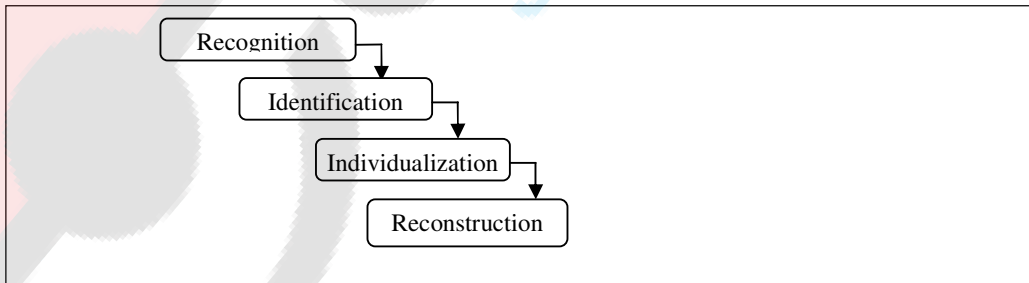 Recognition
Identification
Individualization
Reconstruction